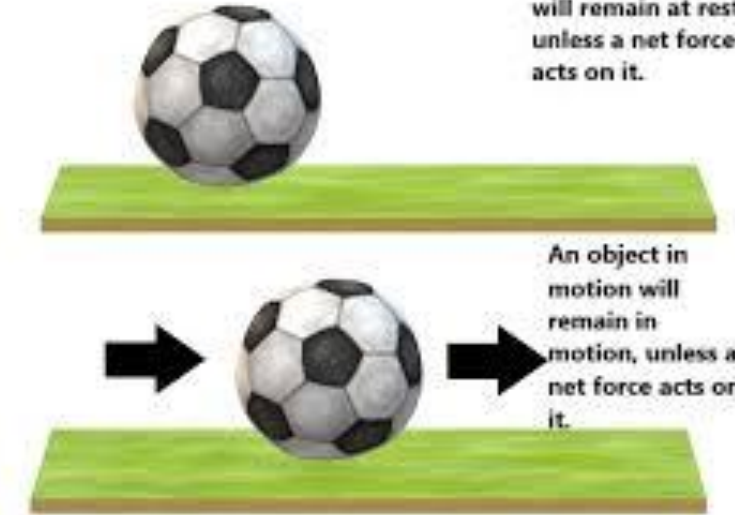 will remain at rest
unless a net force
acts on it.
An object in
motion will
remain in
motion, unless a
net force acts on
it.